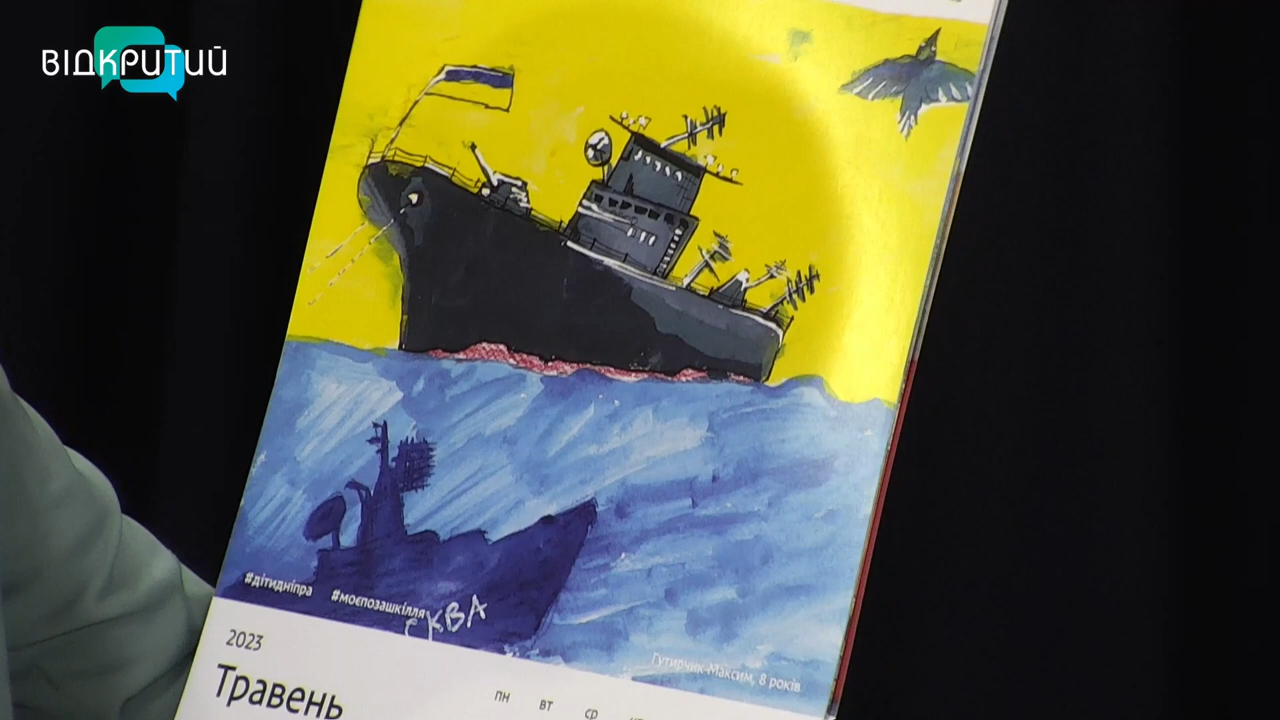 ВІДКРИТИЙ
#дітидніпра #моєпозашкілля
СКВА
Гутирчик Максим, 8 років
2023
Травень
пн вт ср